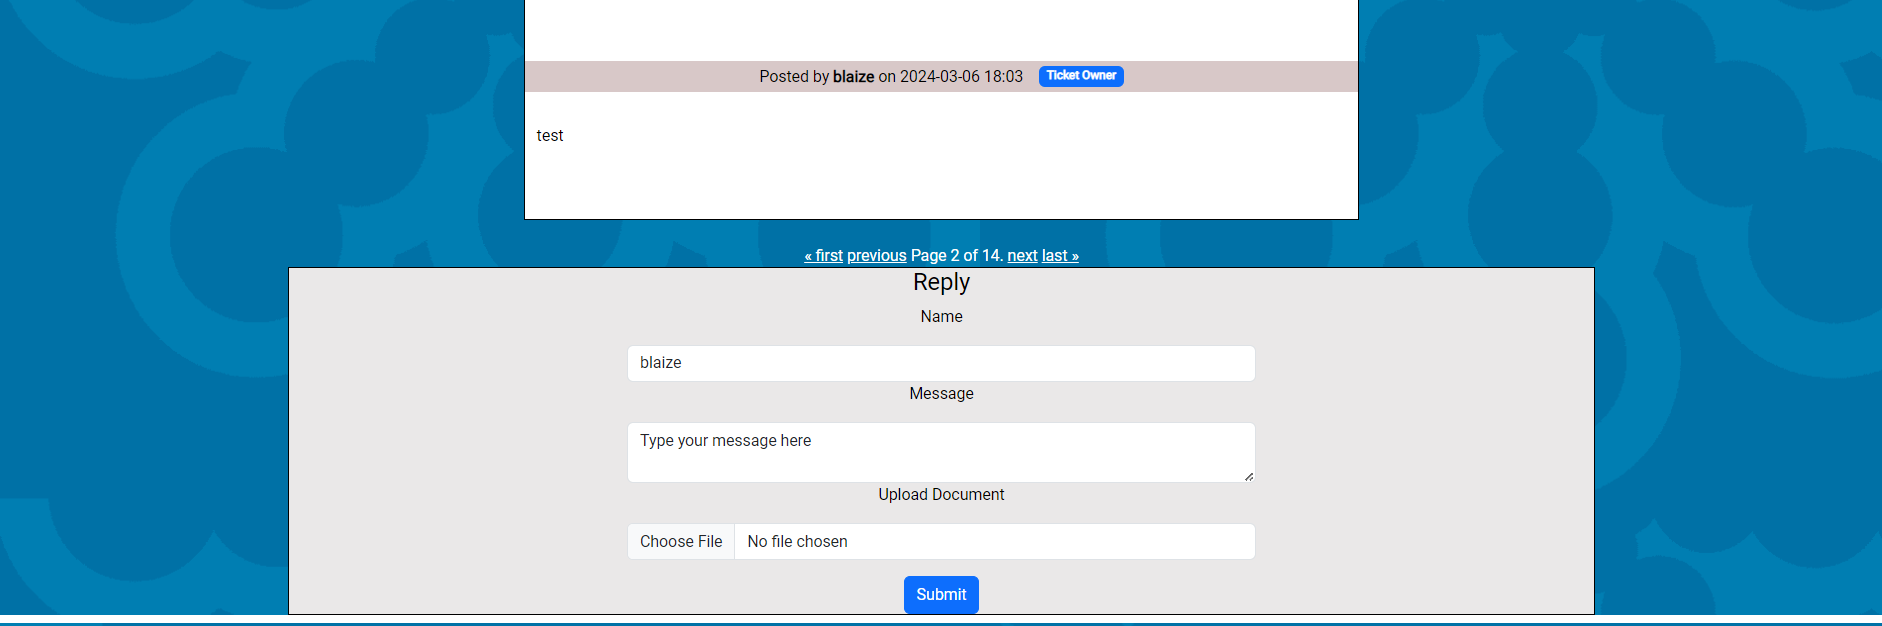 Posted by blaize on 2024-03-06 18:03 Ticket Owner
test
« first previous Page 2 of 14. next last »
Reply
Name
blaize
Message
Type your message here
Upload Document
Choose File No file chosen
Submit